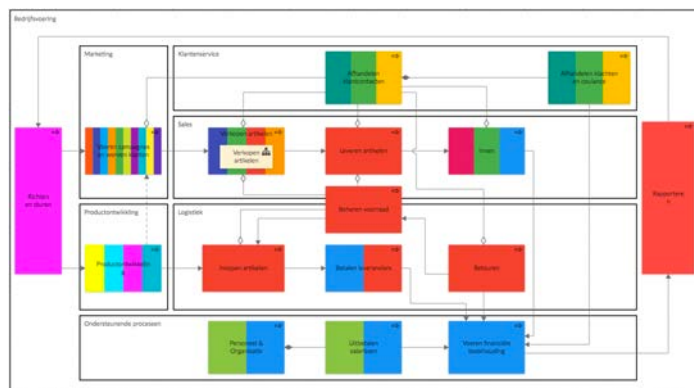 Bedrijfsvoering
Marketing
Klantenservice
Afhandelen
klantcontacten
Afhandelen klachten
en coulance
Sales
Richten
en sturen
Verkopen artikelen
Verkopen
artikelen
Leveren artikelen
Innen
Rapportere
n
Beheren voorraad
Productontwikkeling
Logistiek
Inkopen artikelen
Betalen leveranciers
Retouren
Ondersteunende processen
Personeel &
Organisatie
Uitbetalen
salarissen
Voeren financiële
boekhouding